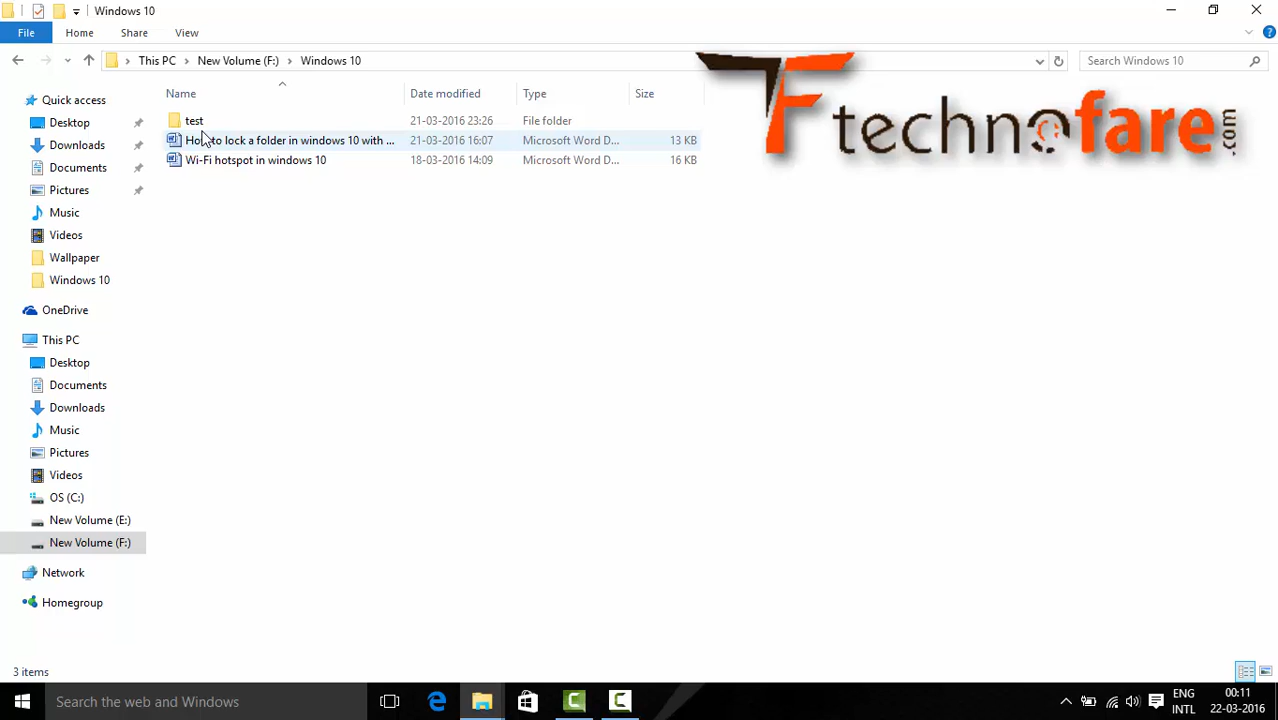 Windows 10
File Home Share View
This PC New Volume (F:) Windows 10 Search Windows 10
TF technofare.com
Name Date modified Type Size
test 21-03-2016 23:26 File folder
How to lock a folder in windows 10 with ... 21-03-2016 16:07 Microsoft Word D... 13 KB
Wi-Fi hotspot in windows 10 18-03-2016 14:09 Microsoft Word D... 16 KB
Quick access
Desktop
Downloads
Documents
Pictures
Music
Videos
Wallpaper
Windows 10
OneDrive
This PC
Desktop
Documents
Downloads
Music
Pictures
Videos
OS (C:)
New Volume (E:)
New Volume (F:)
Network
Homegroup
3 items
Search the web and Windows
ENG 00:11
INTL 22-03-2016